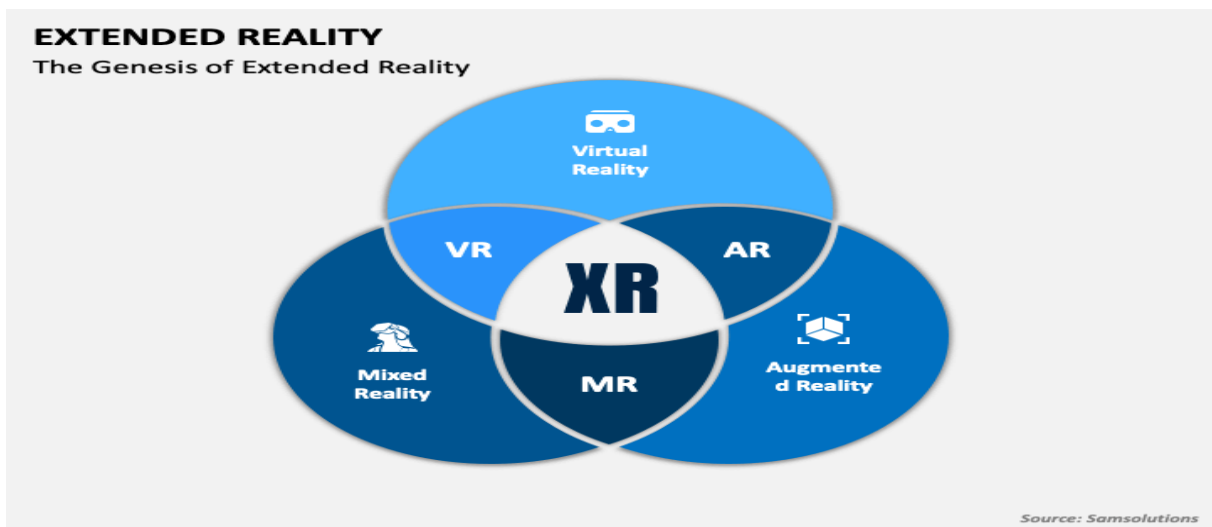 EXTENDED REALITY
The Genesis of Extended Reality
Virtual
Reality
VR
AR
XR
Mixed
Reality
MR
Augmente
d Reality
Source: Samsolutions